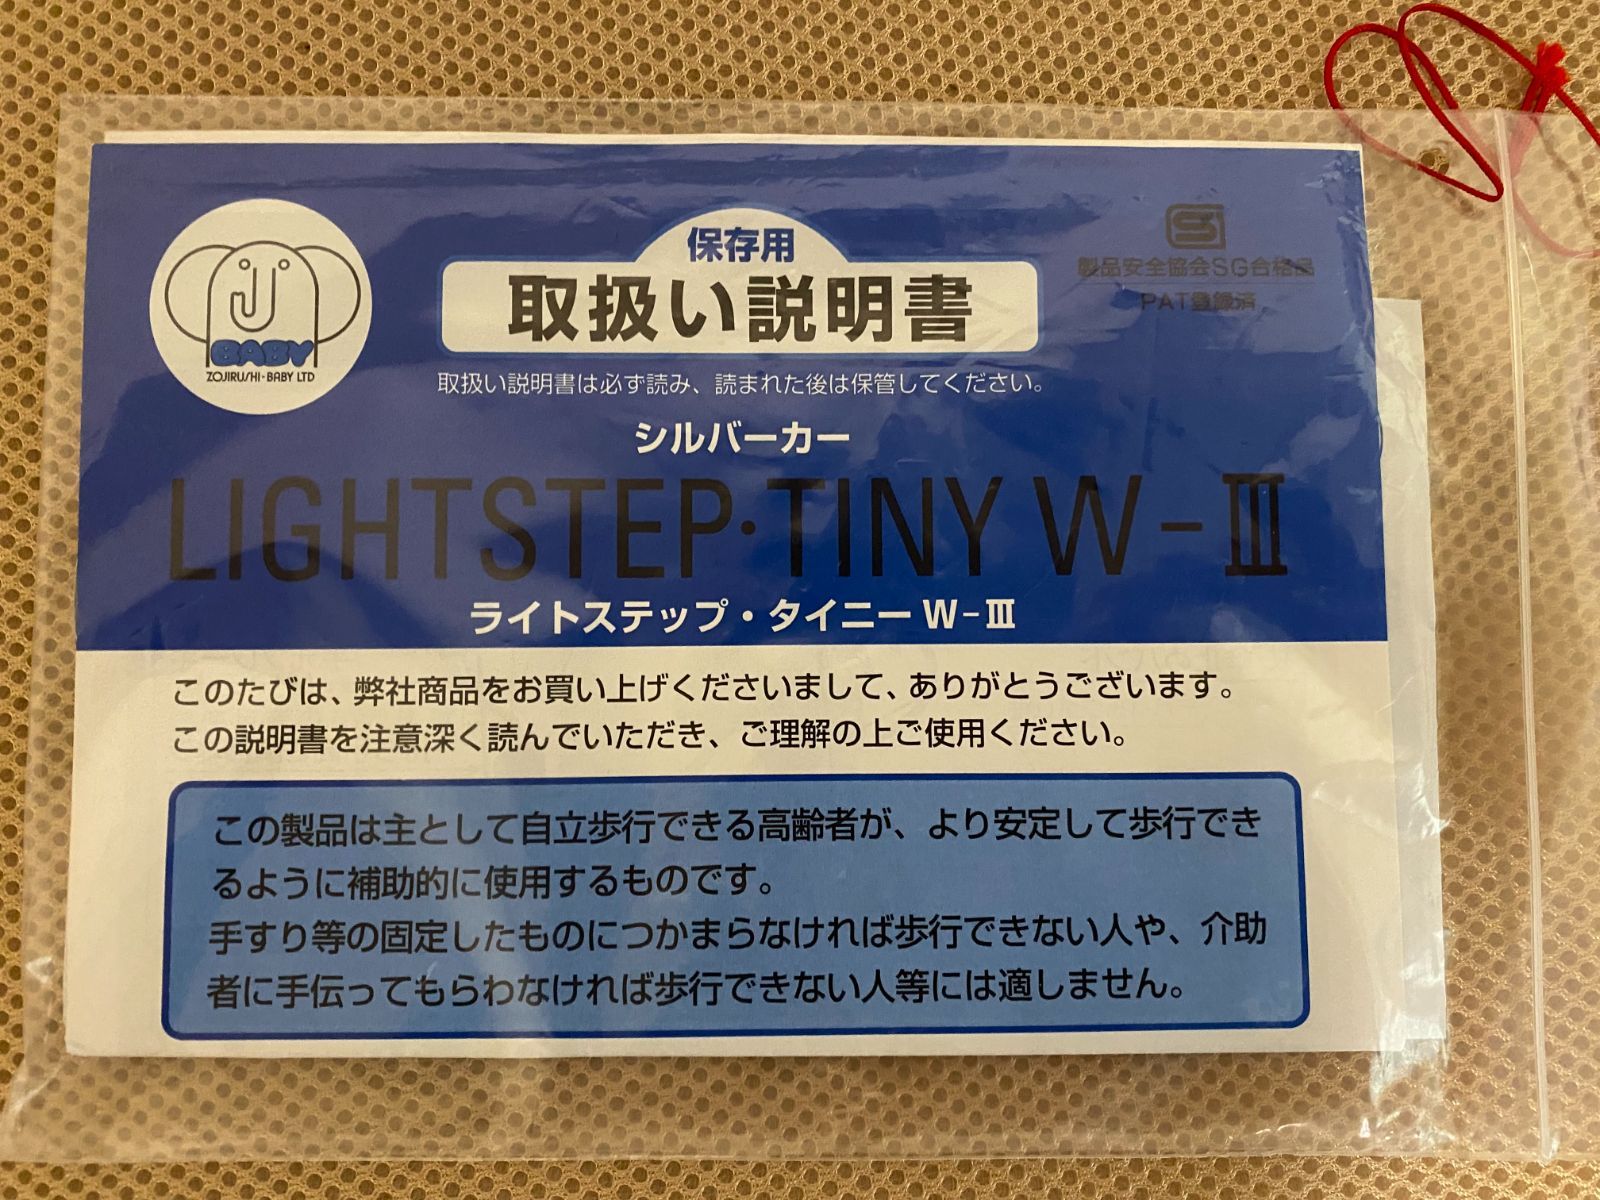 BABY
ZOJIRUSHI・BABY LTD
保存用
取扱い説明書
製品安全協会SG合格品
PAT登録済
取扱い説明書は必ず読み、読まれた後は保管してください。
シルバーカー
LIGHTSTEP・TINY W-Ⅲ
ライトステップ・タイニー W-Ⅲ
このたびは、弊社商品をお買い上げくださいまして、ありがとうございます。
この説明書を注意深く読んでいただき、ご理解の上ご使用ください。
この製品は主として自立歩行できる高齢者が、より安定して歩行でき
るように補助的に使用するものです。
手すり等の固定したものにつかまらなければ歩行できない人や、介助
者に手伝ってもらわなければ歩行できない人等には適しません。